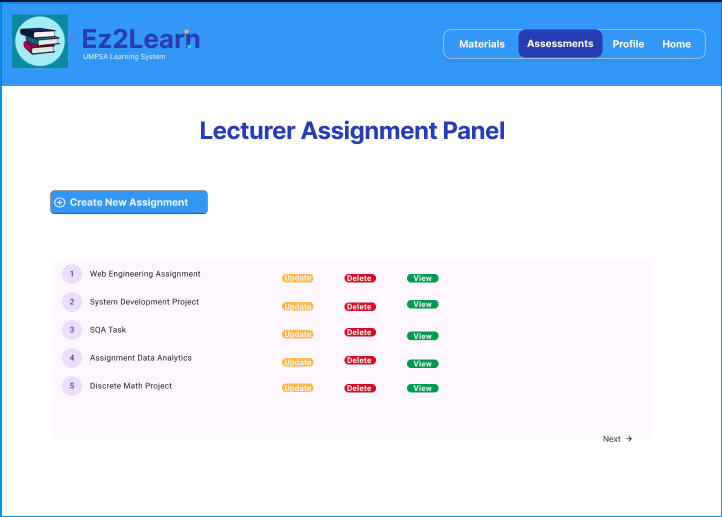 Ez2Learn
UMPSA Learning System
Materials Assessments Profile Home
Lecturer Assignment Panel
Create New Assignment
1 Web Engineering Assignment Update Delete View
2 System Development Project Update Delete View
3 SQA Task Update Delete View
4 Assignment Data Analytics Update Delete View
5 Discrete Math Project Update Delete View
Next →